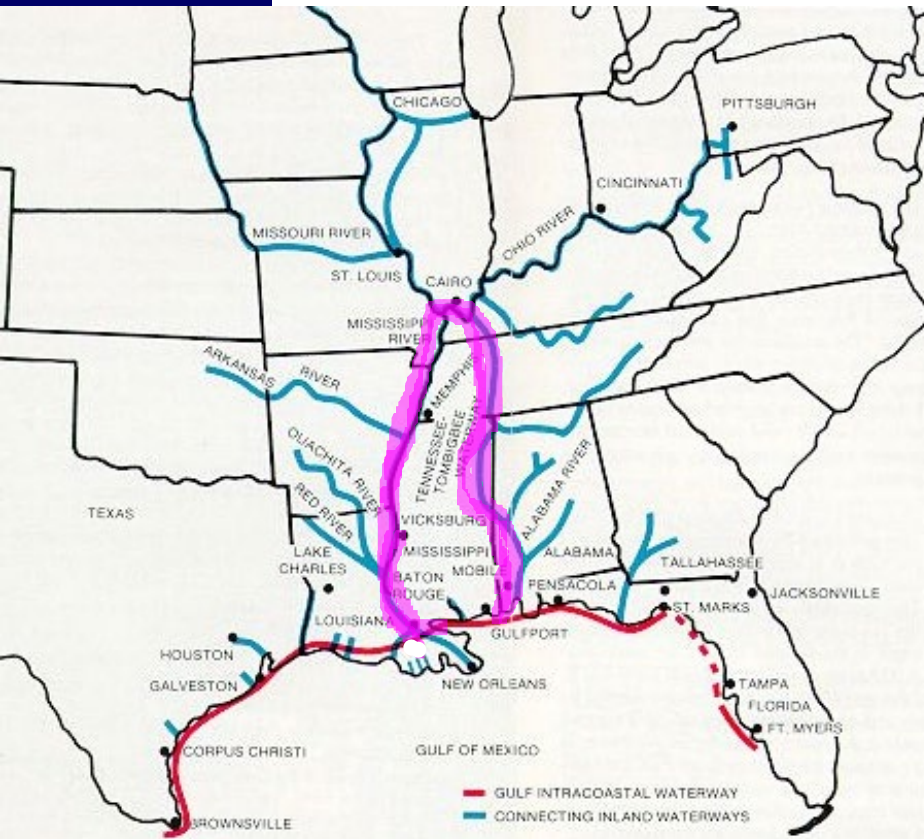 CHICAGO
PITTSBURGH
CINCINNATI
MISSOURI RIVER
OHIO RIVER
ST. LOUIS
CAIRO
MISSISSIPPI
RIVER
ARKANSAS RIVER
MEMPHIS
TENNESSEE-
TOMBIGBEE
WATERWAY
OUACHITA RIVER
RED RIVER
ALABAMA RIVER
TEXAS
VICKSBURG
MISSISSIPPI
ALABAMA
LAKE
CHARLES
BATON
ROUGE
MOBILE
PENSACOLA
TALLAHASSEE
JACKSONVILLE
ST. MARKS
LOUISIANA
GULFPORT
HOUSTON
GALVESTON
NEW ORLEANS
TAMPA
FLORIDA
FT. MYERS
CORPUS CHRISTI
GULF OF MEXICO
GULF INTRACOASTAL WATERWAY
CONNECTING INLAND WATERWAYS
BROWNSVILLE